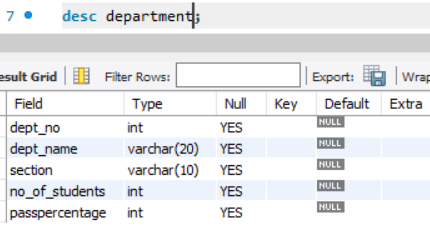 7 desc department;
esult Grid Filter Rows: Export: Wrap
Field Type Null Key Default Extra
dept_no int YES NULL
dept_name varchar(20) YES NULL
section varchar(10) YES NULL
no_of_students int YES NULL
passpercentage int YES NULL